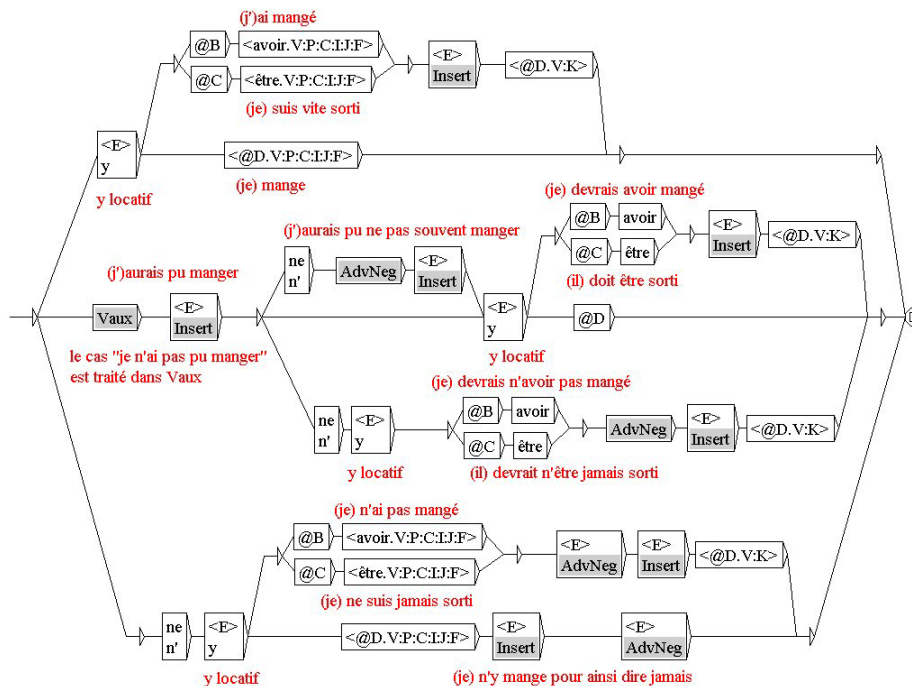 (j')ai mangé
@B <avoir.V:P:C:I:J:F>
<E>
Insert
<@D.V:K>
@C <être.V:P:C:I:J:F>
(je) suis vite sorti
<E>
y
<@D.V:P:C:I:J:F>
(je) mange
y locatif
(je) devrais avoir mangé
(j')aurais pu ne pas souvent manger
@B avoir
<E>
Insert
<@D.V:K>
@C être
(il) doit être sorti
ne
n'
AdvNeg
<E>
Insert
(j')aurais pu manger
Vaux
<E>
Insert
<E>
y
@D
y locatif
le cas "je n'ai pas pu manger"
est traité dans Vaux
(je) devrais n'avoir pas mangé
ne
n'
<E>
y
@B avoir
@C être
AdvNeg
<E>
Insert
<@D.V:K>
y locatif
(il) devrait n'être jamais sorti
(je) n'ai pas mangé
@B <avoir.V:P:C:I:J:F>
@C <être.V:P:C:I:J:F>
<E>
AdvNeg
<E>
Insert
<@D.V:K>
(je) ne suis jamais sorti
ne
n'
<E>
y
<@D.V:P:C:I:J:F>
<E>
Insert
<E>
AdvNeg
y locatif
(je) n'y mange pour ainsi dire jamais